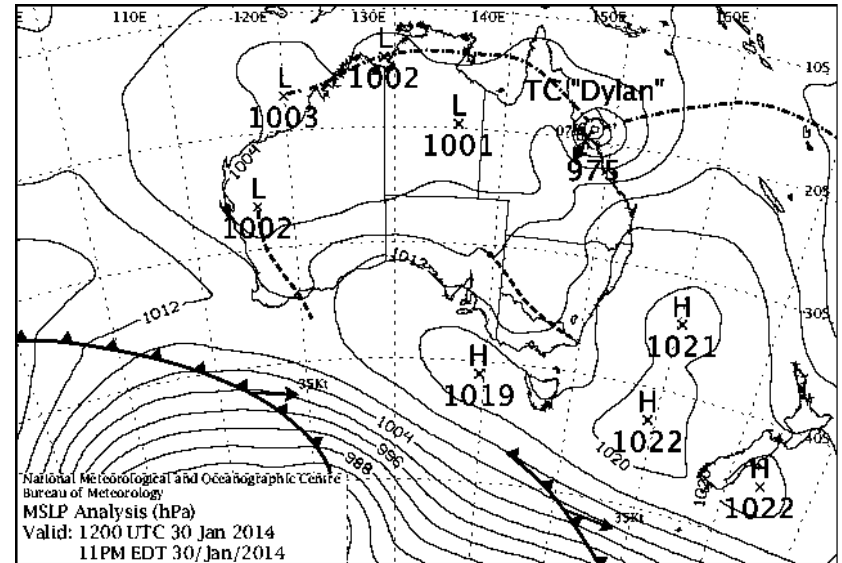 110E 120E 130E 140E 150E 160E
L
L
1002
10S
L
1003
TC "Dylan"
L
1001
975
1004
20S
L
1002
1012
1012
30S
H
1021
H
1019
35Kt
H
1022
1004
996
988
1020
40S
1020
H
1022
35Kt
National Meteorological and Oceanographic Centre
Bureau of Meteorology
MSLP Analysis (hPa)
Valid: 1200 UTC 30 Jan 2014
11PM EDT 30/Jan/2014